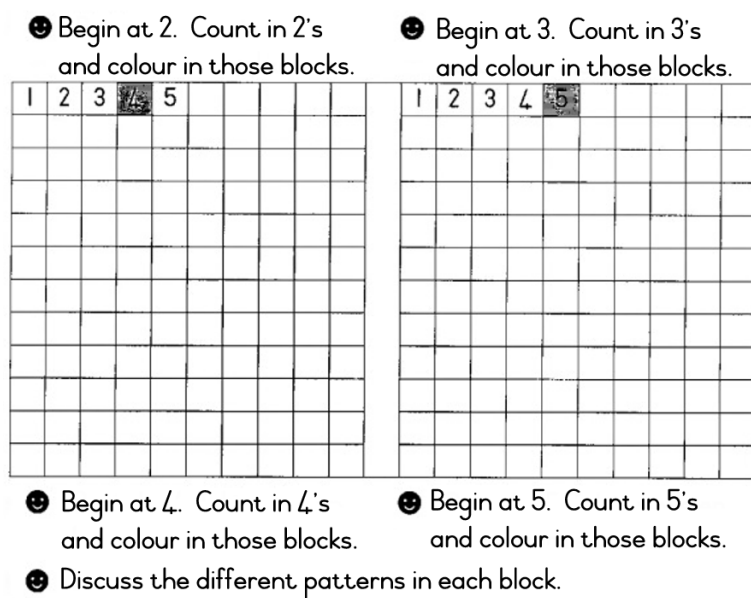 Begin at 2. Count in 2's
and colour in those blocks.
Begin at 3. Count in 3's
and colour in those blocks.
1 2 3 4 5
1 2 3 4 5
Begin at 4. Count in 4's
and colour in those blocks.
Begin at 5. Count in 5's
and colour in those blocks.
Discuss the different patterns in each block.